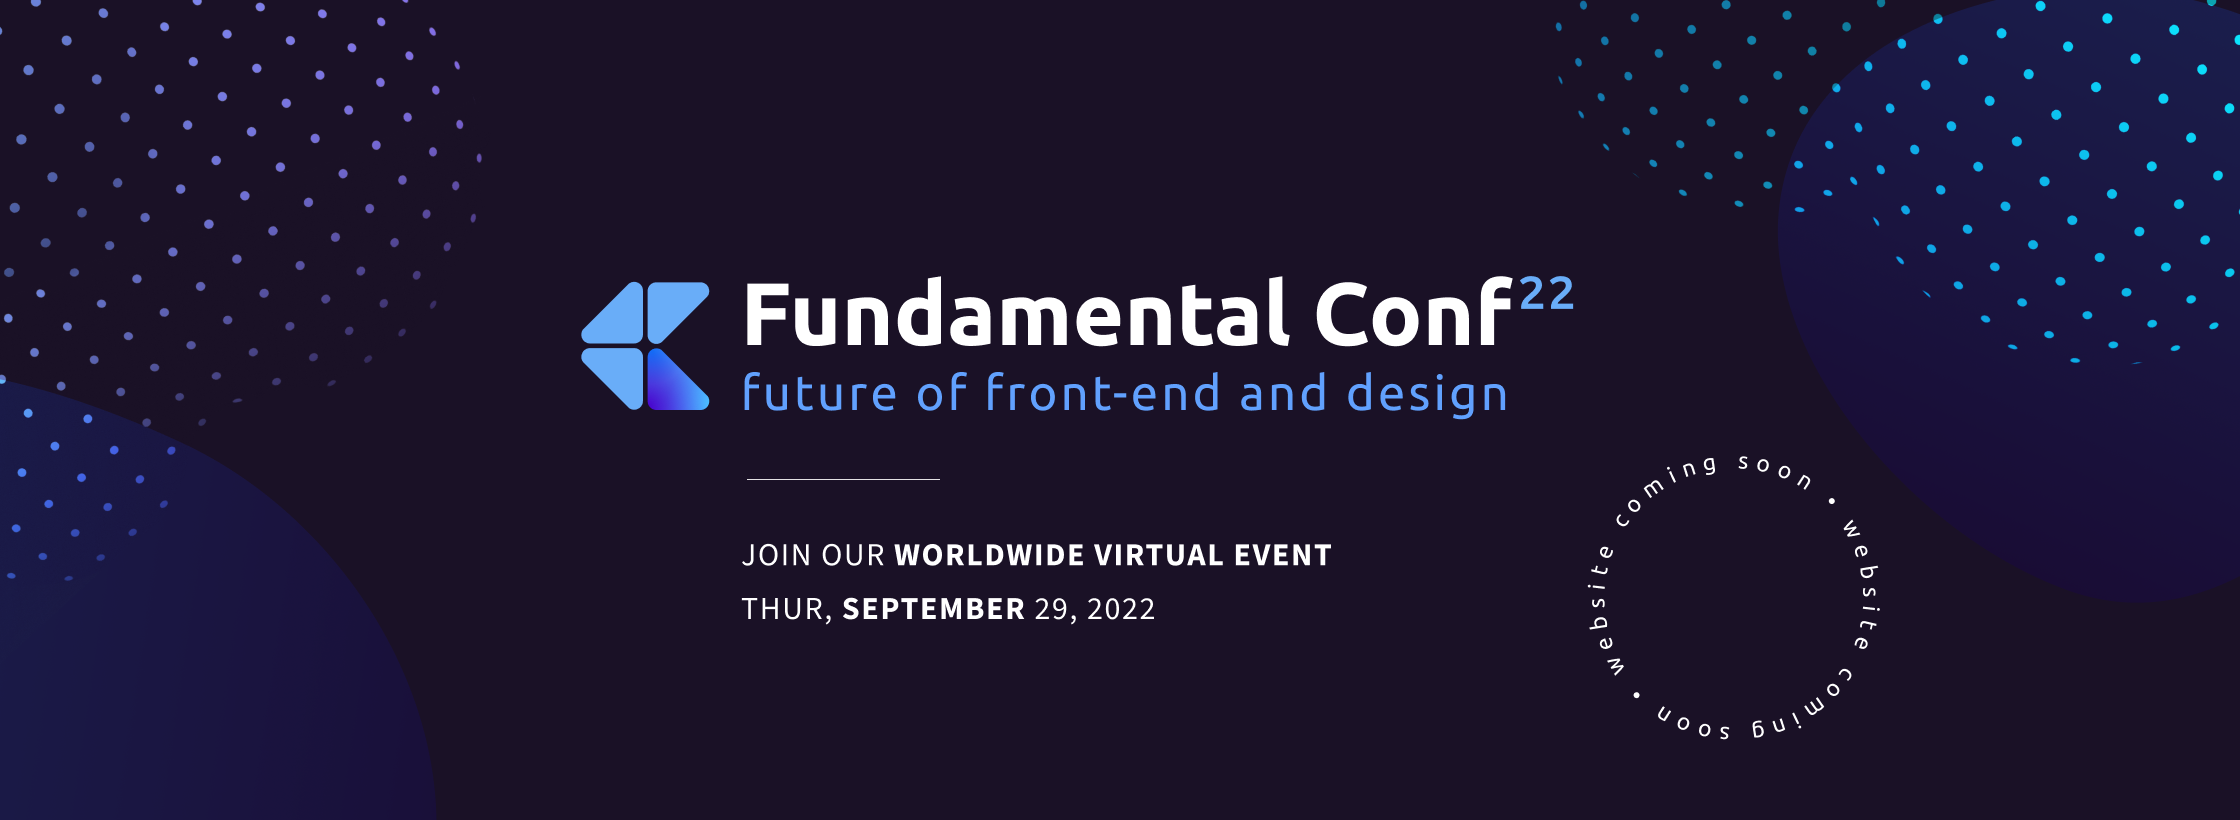 Fundamental Conf22
future of front-end and design
JOIN OUR WORLDWIDE VIRTUAL EVENT
THUR, SEPTEMBER 29, 2022
website coming soon • website coming soon •